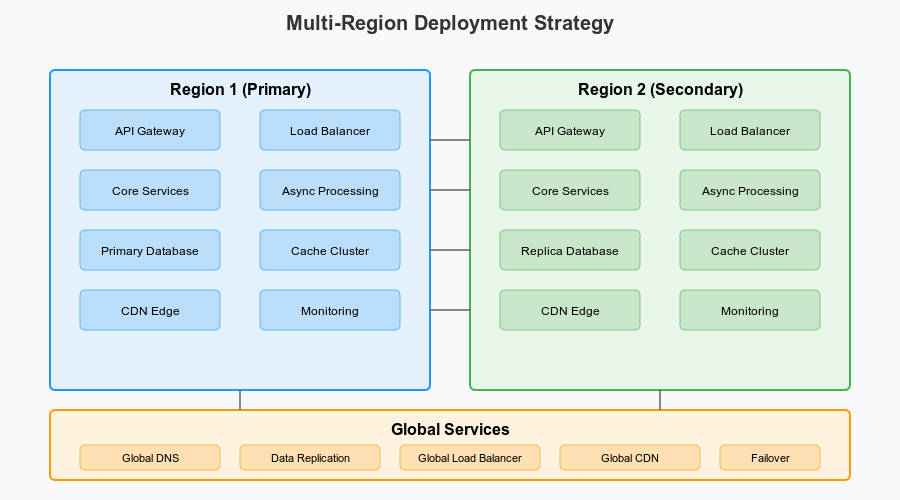 Multi-Region Deployment Strategy
Region 1 (Primary)
API Gateway
Load Balancer
Core Services
Async Processing
Primary Database
Cache Cluster
CDN Edge
Monitoring
Region 2 (Secondary)
API Gateway
Load Balancer
Core Services
Async Processing
Replica Database
Cache Cluster
CDN Edge
Monitoring
Global Services
Global DNS
Data Replication
Global Load Balancer
Global CDN
Failover